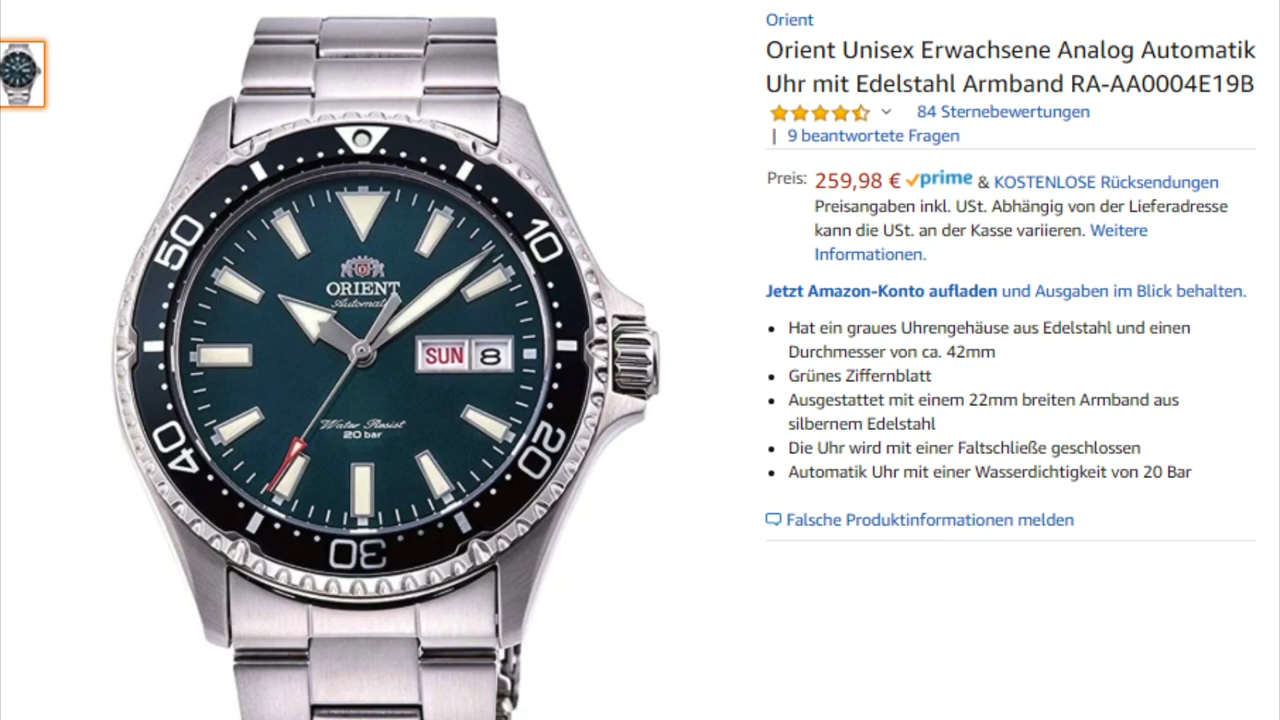 Orient
Orient Unisex Erwachsene Analog Automatik
Uhr mit Edelstahl Armband RA-AA0004E19B
84 Sternebewertungen
| 9 beantwortete Fragen
Preis: 259,98 € prime & KOSTENLOSE Rücksendungen
Preisangaben inkl. USt. Abhängig von der Lieferadresse
kann die USt. an der Kasse variieren. Weitere
Informationen.
Jetzt Amazon-Konto aufladen und Ausgaben im Blick behalten.
• Hat ein graues Uhrengehäuse aus Edelstahl und einen
Durchmesser von ca. 42mm
• Grünes Ziffernblatt
• Ausgestattet mit einem 22mm breiten Armband aus
silbernem Edelstahl
• Die Uhr wird mit einer Faltschließe geschlossen
• Automatik Uhr mit einer Wasserdichtigkeit von 20 Bar
Falsche Produktinformationen melden
50
10
ORIENT
SUN 8
Water Resist
20 bar
40
20
30